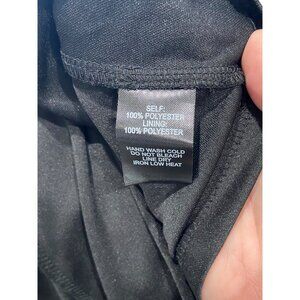 SELF:
100% POLYESTER
LINING:
100% POLYESTER
HAND WASH COLD
DO NOT BLEACH
LINE DRY
IRON LOW HEAT